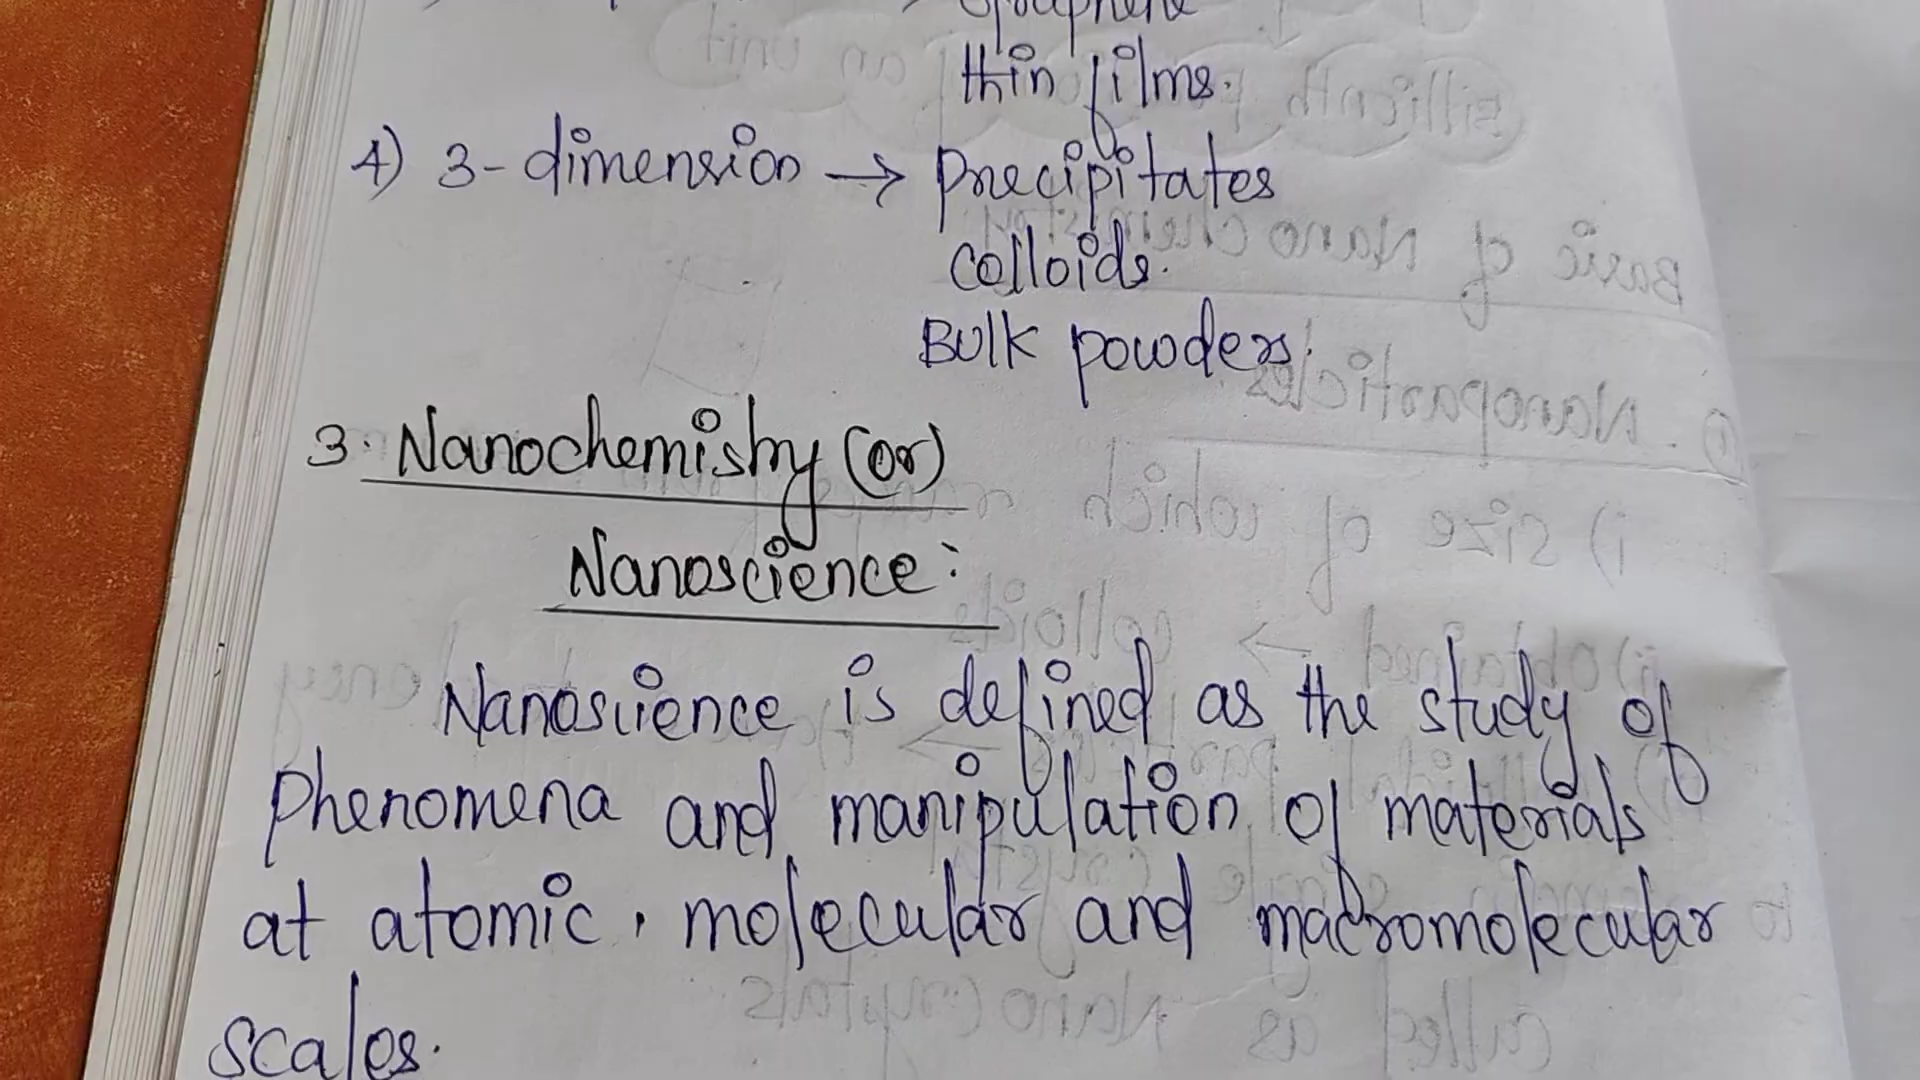 Graphene
thin films.
4) 3-dimension → precipitates
colloids.
Bulk powders.
3. Nanochemistry (or)
Nanoscience:
Nanoscience is defined as the study of
phenomena and manipulation of materials
at atomic, molecular and macromolecular
scales.